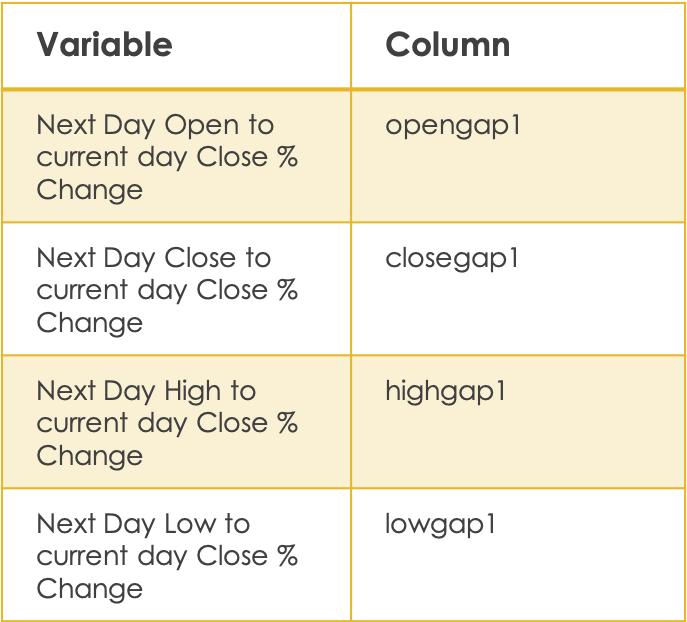 Variable
Column
Next Day Open to
current day Close %
Change
opengap1
Next Day Close to
current day Close %
Change
closegap1
Next Day High to
current day Close %
Change
highgap1
Next Day Low to
current day Close %
Change
lowgap1